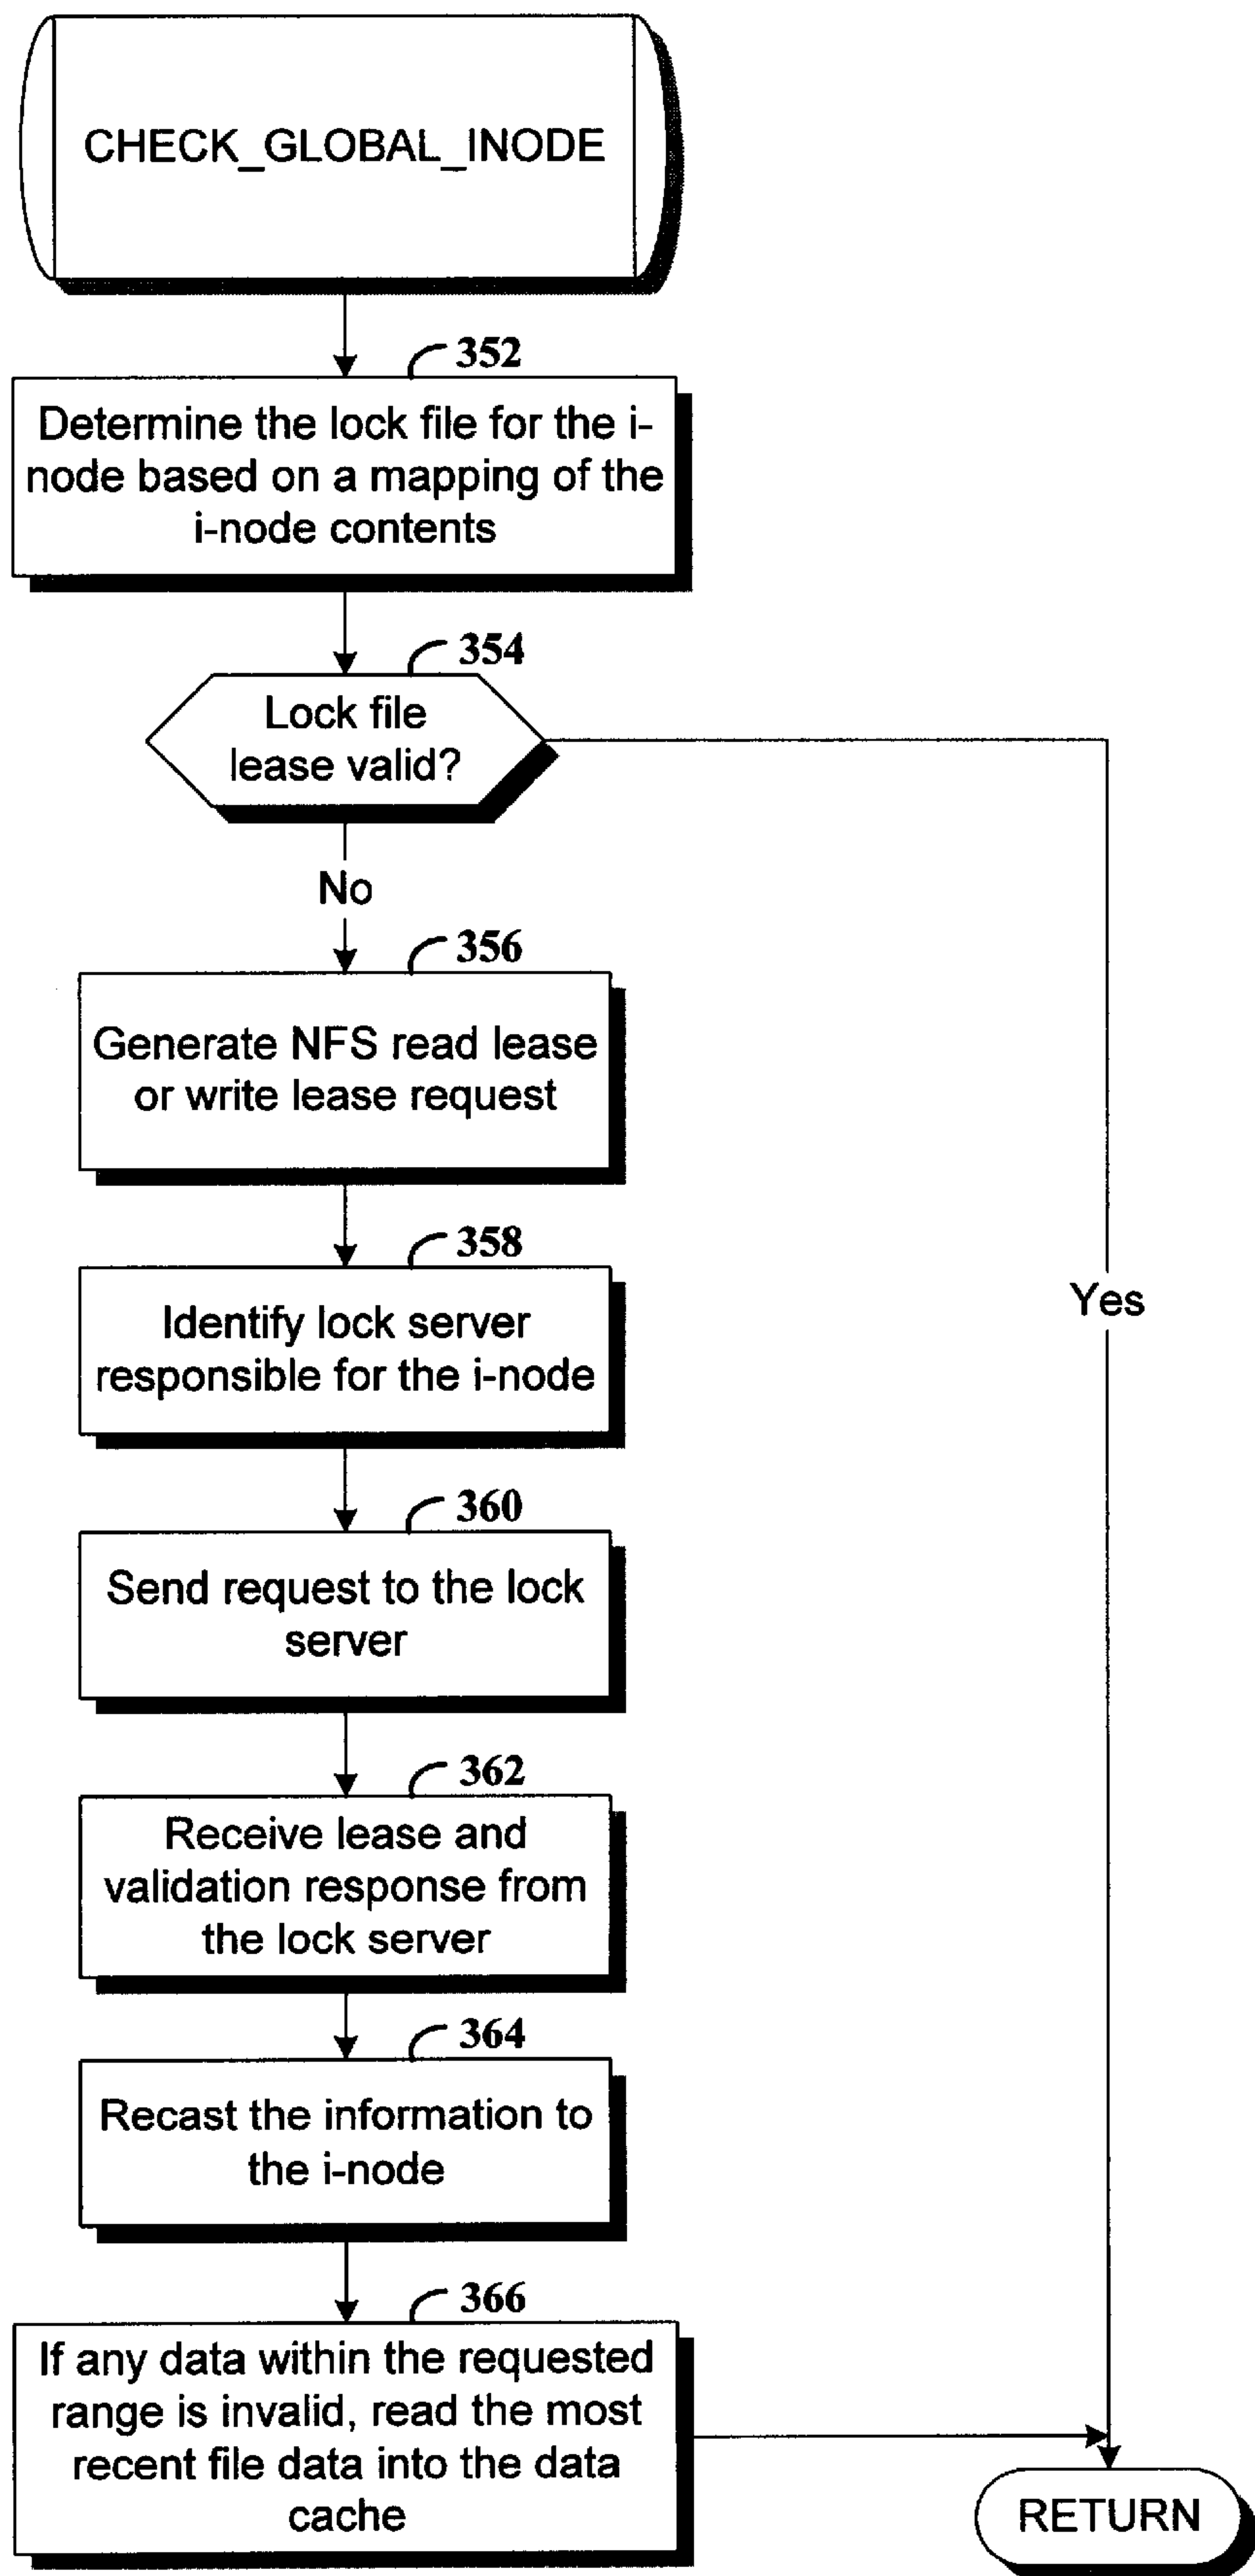 CHECK_GLOBAL_INODE
352
Determine the lock file for the i-
node based on a mapping of the
i-node contents
354
Lock file
lease valid?
No
356
Generate NFS read lease
or write lease request
358
Identify lock server
responsible for the i-node
Yes
360
Send request to the lock
server
362
Receive lease and
validation response from
the lock server
364
Recast the information to
the i-node
366
If any data within the requested
range is invalid, read the most
recent file data into the data
cache
RETURN